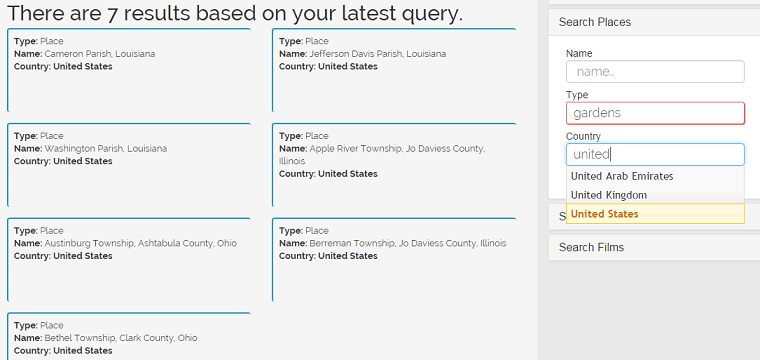 There are 7 results based on your latest query.
Type: Place
Name: Cameron Parish, Louisiana
Country: United States
Type: Place
Name: Jefferson Davis Parish, Louisiana
Country: United States
Type: Place
Name: Washington Parish, Louisiana
Country: United States
Type: Place
Name: Apple River Township, Jo Daviess County,
Illinois
Country: United States
Type: Place
Name: Austinburg Township, Ashtabula County, Ohio
Country: United States
Type: Place
Name: Berreman Township, Jo Daviess County, Illinois
Country: United States
Type: Place
Name: Bethel Township, Clark County, Ohio
Country: United States
Search Places
Name
name..
Type
gardens
Country
united
United Arab Emirates
United Kingdom
United States
Search Films